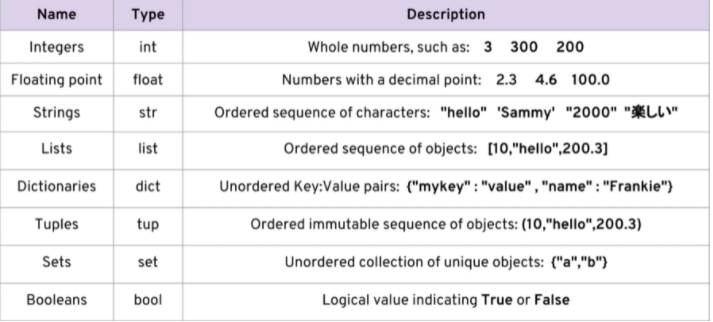 Name Type Description
Integers int Whole numbers, such as: 3 300 200
Floating point float Numbers with a decimal point: 2.3 4.6 100.0
Strings str Ordered sequence of characters: "hello" 'Sammy' "2000" "楽しい"
Lists list Ordered sequence of objects: [10,"hello",200.3]
Dictionaries dict Unordered Key:Value pairs: {"mykey" : "value" , "name" : "Frankie"}
Tuples tup Ordered immutable sequence of objects: (10,"hello",200.3)
Sets set Unordered collection of unique objects: {"a","b"}
Booleans bool Logical value indicating True or False